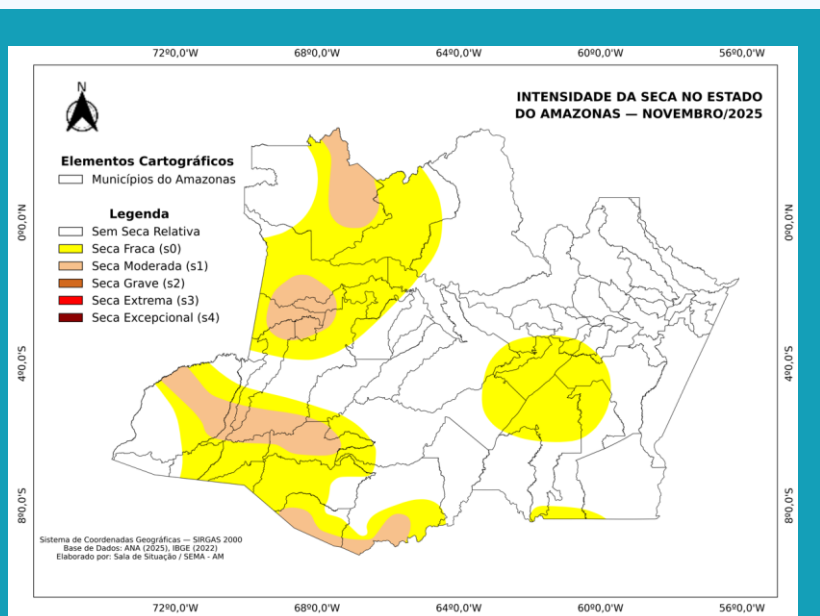 72º0,0'W 68º0,0'W 64º0,0'W 60º0,0'W 56º0,0'W
N
INTENSIDADE DA SECA NO ESTADO
DO AMAZONAS — NOVEMBRO/2025
Elementos Cartográficos
Municípios do Amazonas
Legenda
Sem Seca Relativa
Seca Fraca (s0)
Seca Moderada (s1)
Seca Grave (s2)
Seca Extrema (s3)
Seca Excepcional (s4)
0º0,0'N 0º0,0'N
4º0,0'S 4º0,0'S
8º0,0'S 8º0,0'S
Sistema de Coordenadas Geográficas — SIRGAS 2000
Base de Dados: ANA (2025), IBGE (2022)
Elaborado por: Sala de Situação / SEMA - AM
72º0,0'W 68º0,0'W 64º0,0'W 60º0,0'W 56º0,0'W